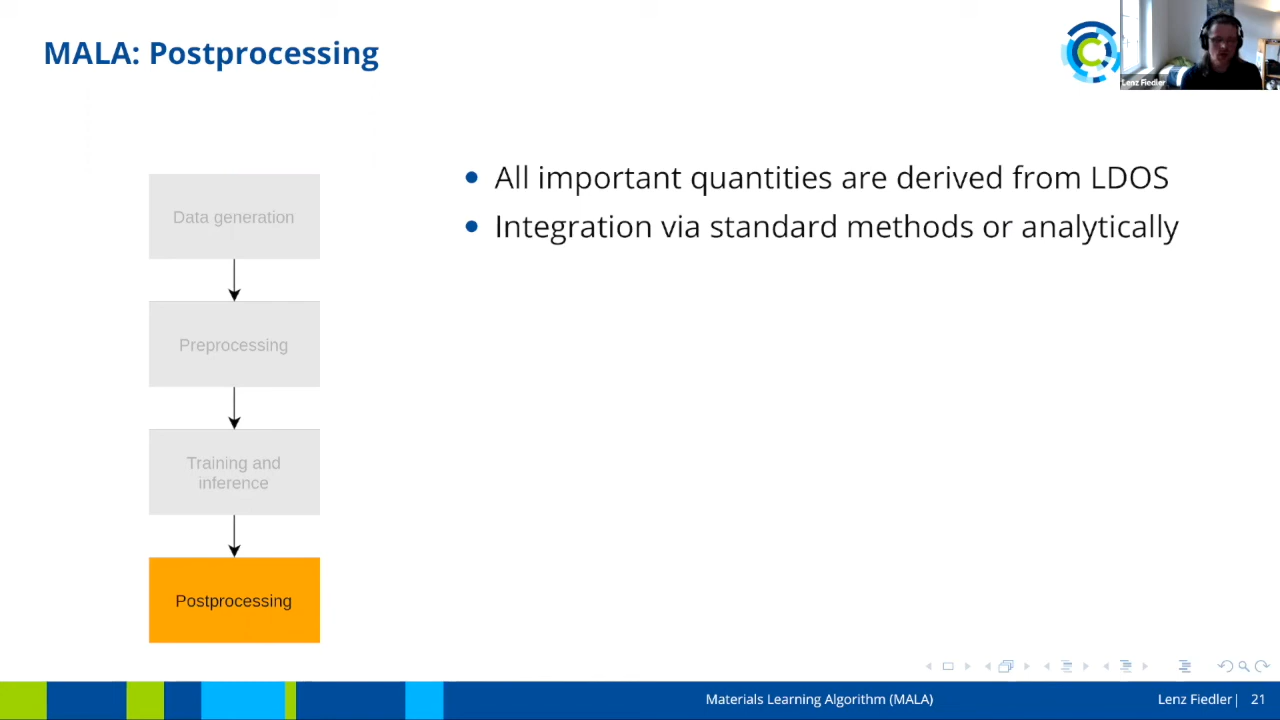 MALA: Postprocessing
Lenz Fiedler
All important quantities are derived from LDOS
Integration via standard methods or analytically
Data generation
Preprocessing
Training and
inference
Postprocessing
Materials Learning Algorithm (MALA)
Lenz Fiedler| 21